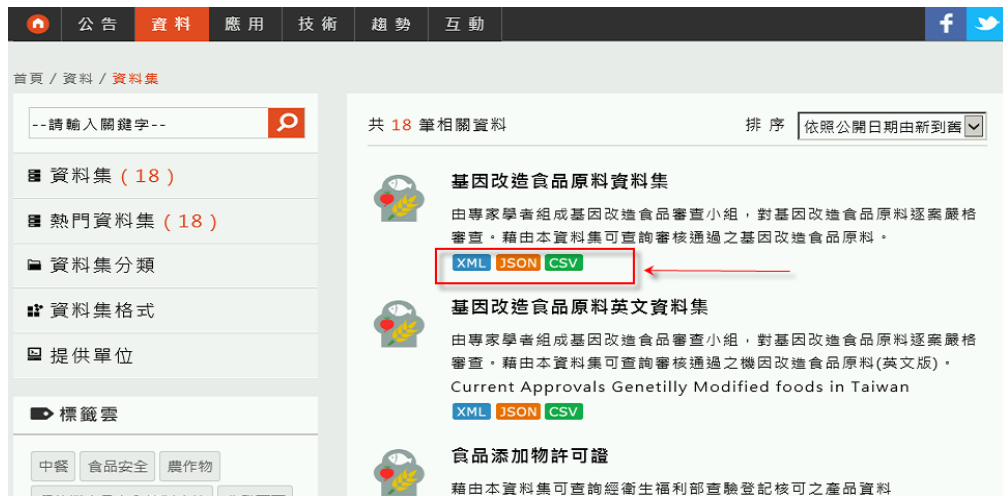 公告 資料 應用 技術 趨勢 互動
首頁 / 資料 / 資料集
--請輸入關鍵字--
資料集 ( 18 )
熱門資料集 ( 18 )
資料集分類
資料集格式
提供單位
標籤雲
中餐 食品安全 農作物
共 18 筆相關資料
排序 依照公開日期由新到舊
基因改造食品原料資料集
由專家學者組成基因改造食品審查小組，對基因改造食品原料逐案嚴格
審查。藉由本資料集可查詢審核通過之基因改造食品原料。
XML JSON CSV
基因改造食品原料英文資料集
由專家學者組成基因改造食品審查小組，對基因改造食品原料逐案嚴格
審查。藉由本資料集可查詢審核通過之機因改造食品原料(英文版)。
Current Approvals Genetilly Modified foods in Taiwan
XML JSON CSV
食品添加物許可證
藉由本資料集可查詢經衛生福利部查驗登記核可之產品資料